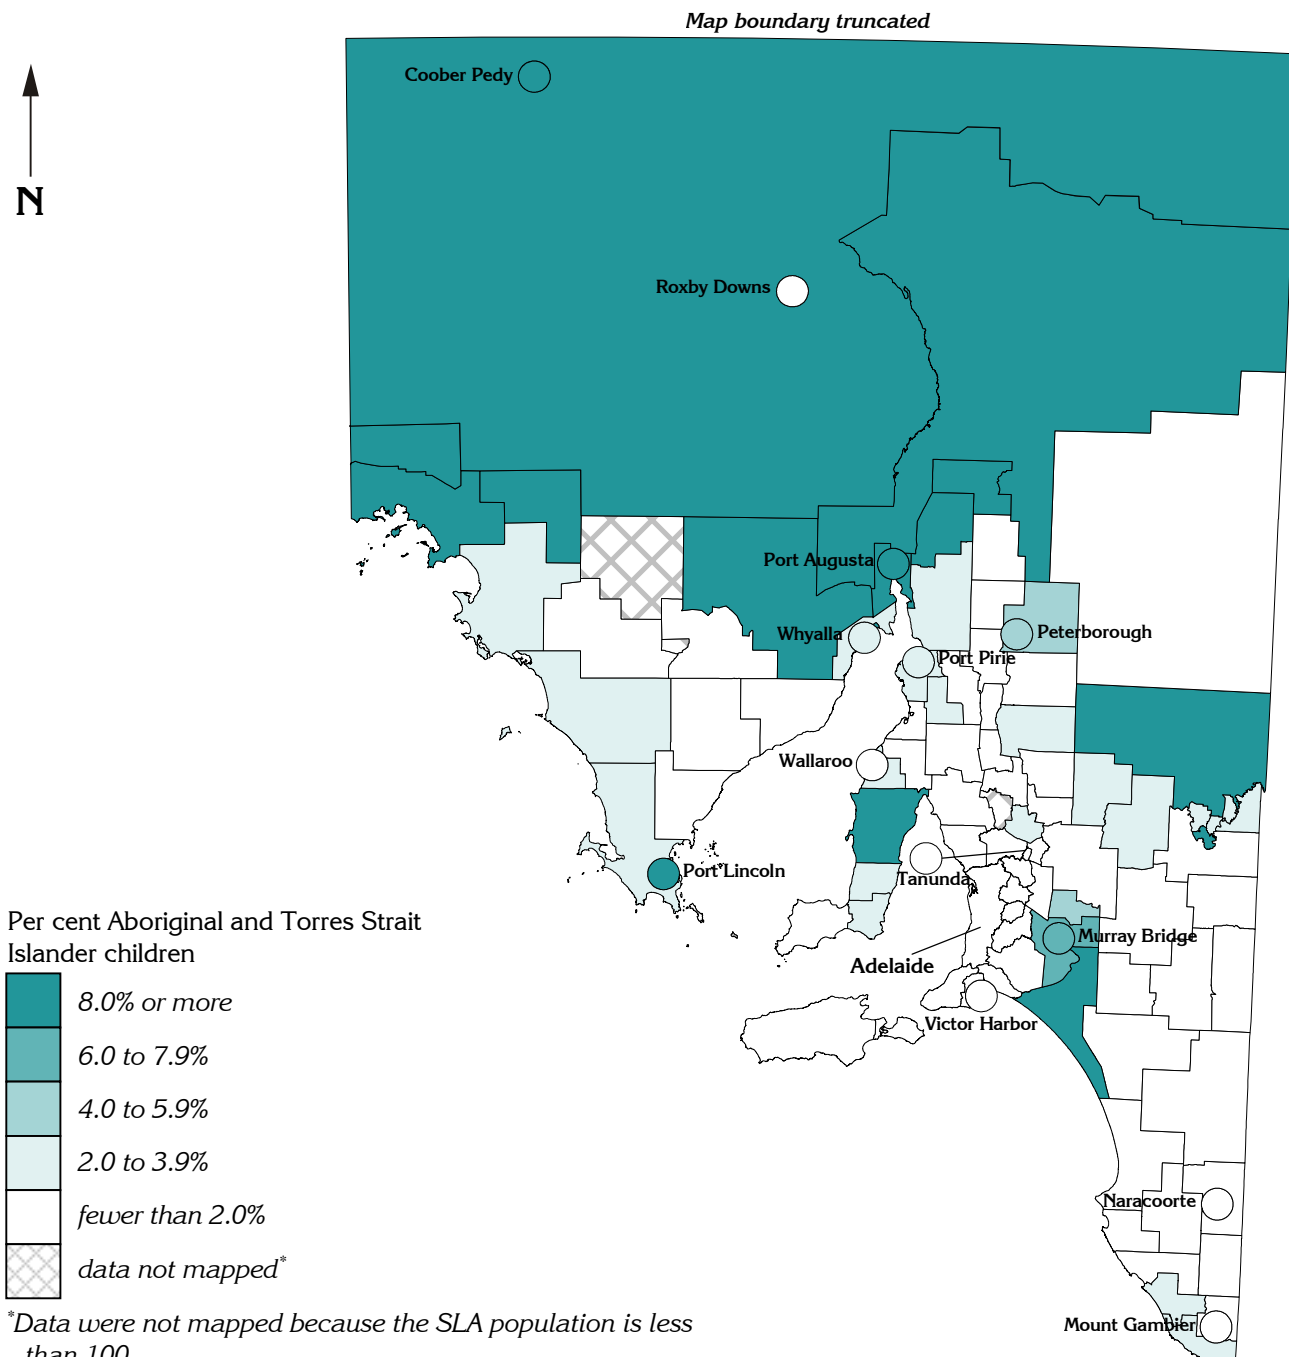 Map boundary truncated
Coober Pedy
N
Roxby Downs
Port Augusta
Whyalla
Peterborough
Port Pirie
Wallaroo
Port Lincoln
Tanunda
Murray Bridge
Adelaide
Victor Harbor
Naracoorte
Mount Gambier
Per cent Aboriginal and Torres Strait
Islander children
8.0% or more
6.0 to 7.9%
4.0 to 5.9%
2.0 to 3.9%
fewer than 2.0%
data not mapped*
*Data were not mapped because the SLA population is less
than 100